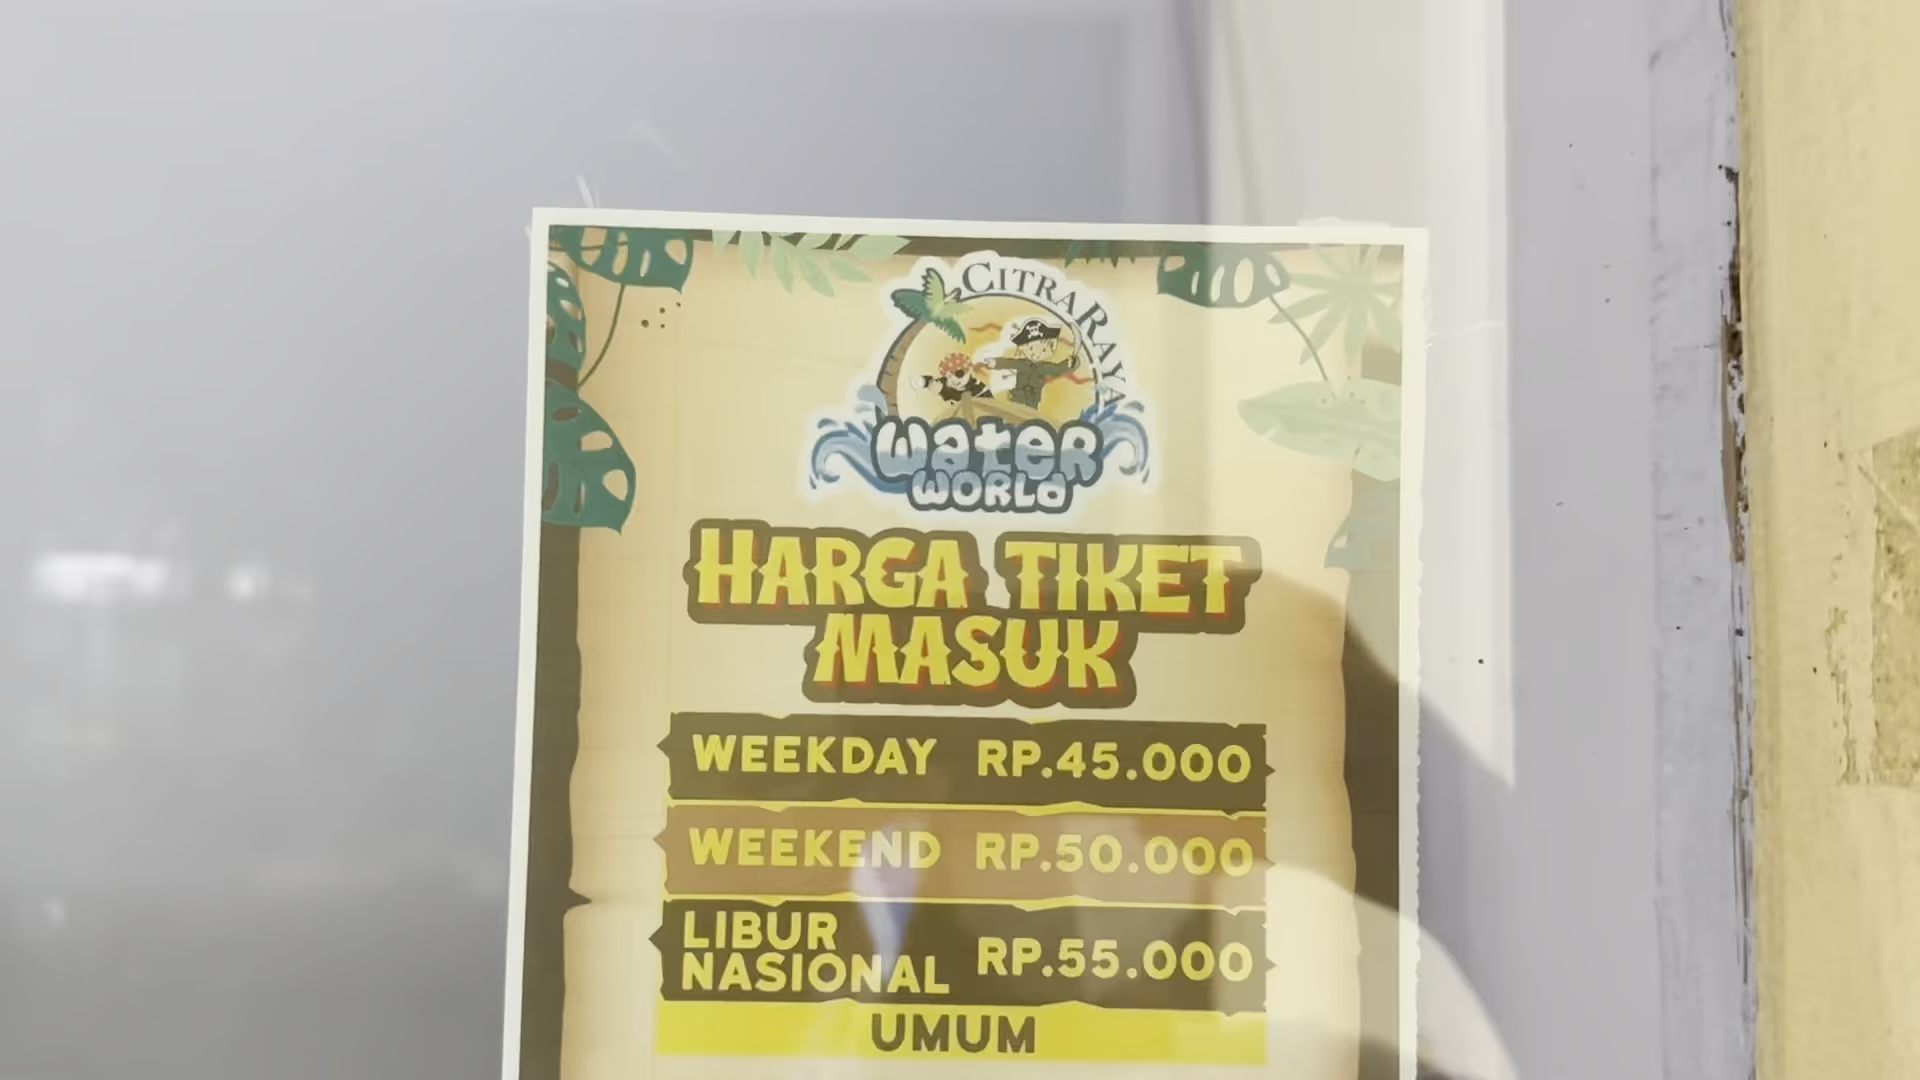 CITRARAYA
WATER
WORLD
HARGA TIKET
MASUK
WEEKDAY RP.45.000
WEEKEND RP.50.000
LIBUR
NASIONAL RP.55.000
UMUM